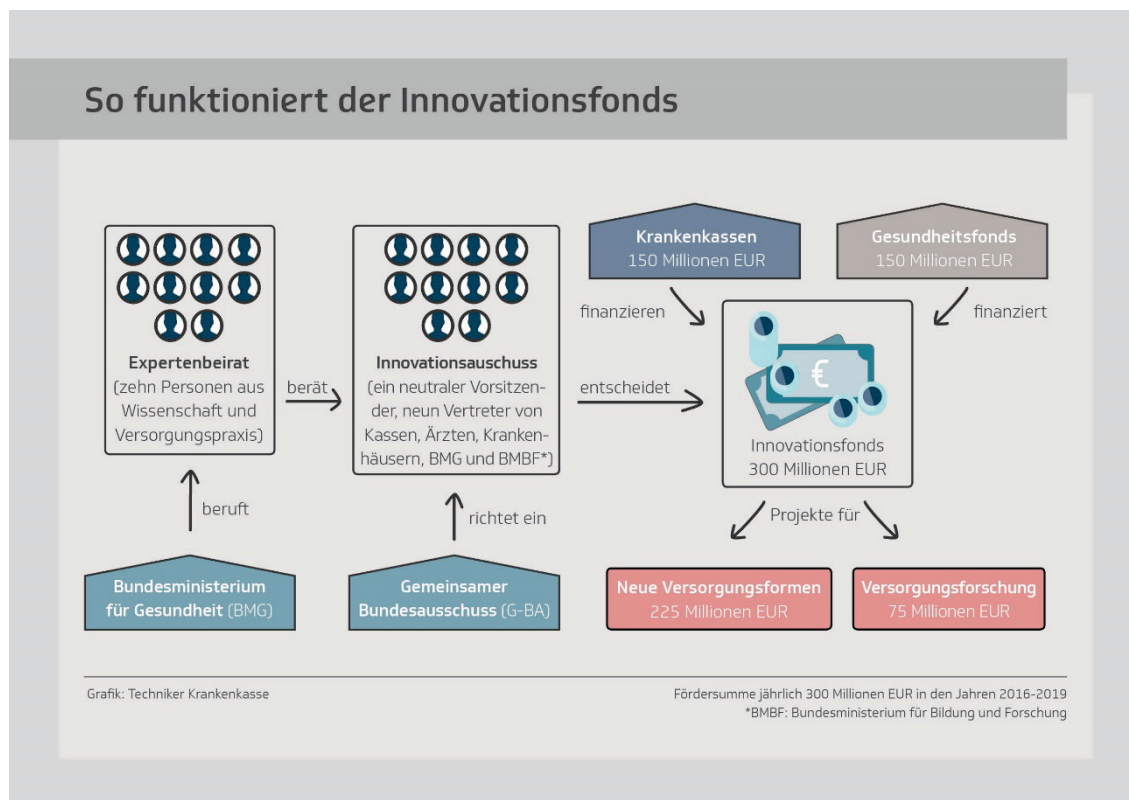 So funktioniert der Innovationsfonds
Krankenkassen
150 Millionen EUR
Gesundheitsfonds
150 Millionen EUR
finanzieren
finanziert
Expertenbeirat
(zehn Personen aus
Wissenschaft und
Versorgungspraxis)
berät
Innovationsauschuss
(ein neutraler Vorsitzen-
der, neun Vertreter von
Kassen, Ärzten, Kranken-
häusern, BMG und BMBF*)
entscheidet
€
Innovationsfonds
300 Millionen EUR
beruft
richtet ein
Projekte für
Bundesministerium
für Gesundheit (BMG)
Gemeinsamer
Bundesausschuss (G-BA)
Neue Versorgungsformen
225 Millionen EUR
Versorgungsforschung
75 Millionen EUR
Grafik: Techniker Krankenkasse
Fördersumme jährlich 300 Millionen EUR in den Jahren 2016-2019
*BMBF: Bundesministerium für Bildung und Forschung